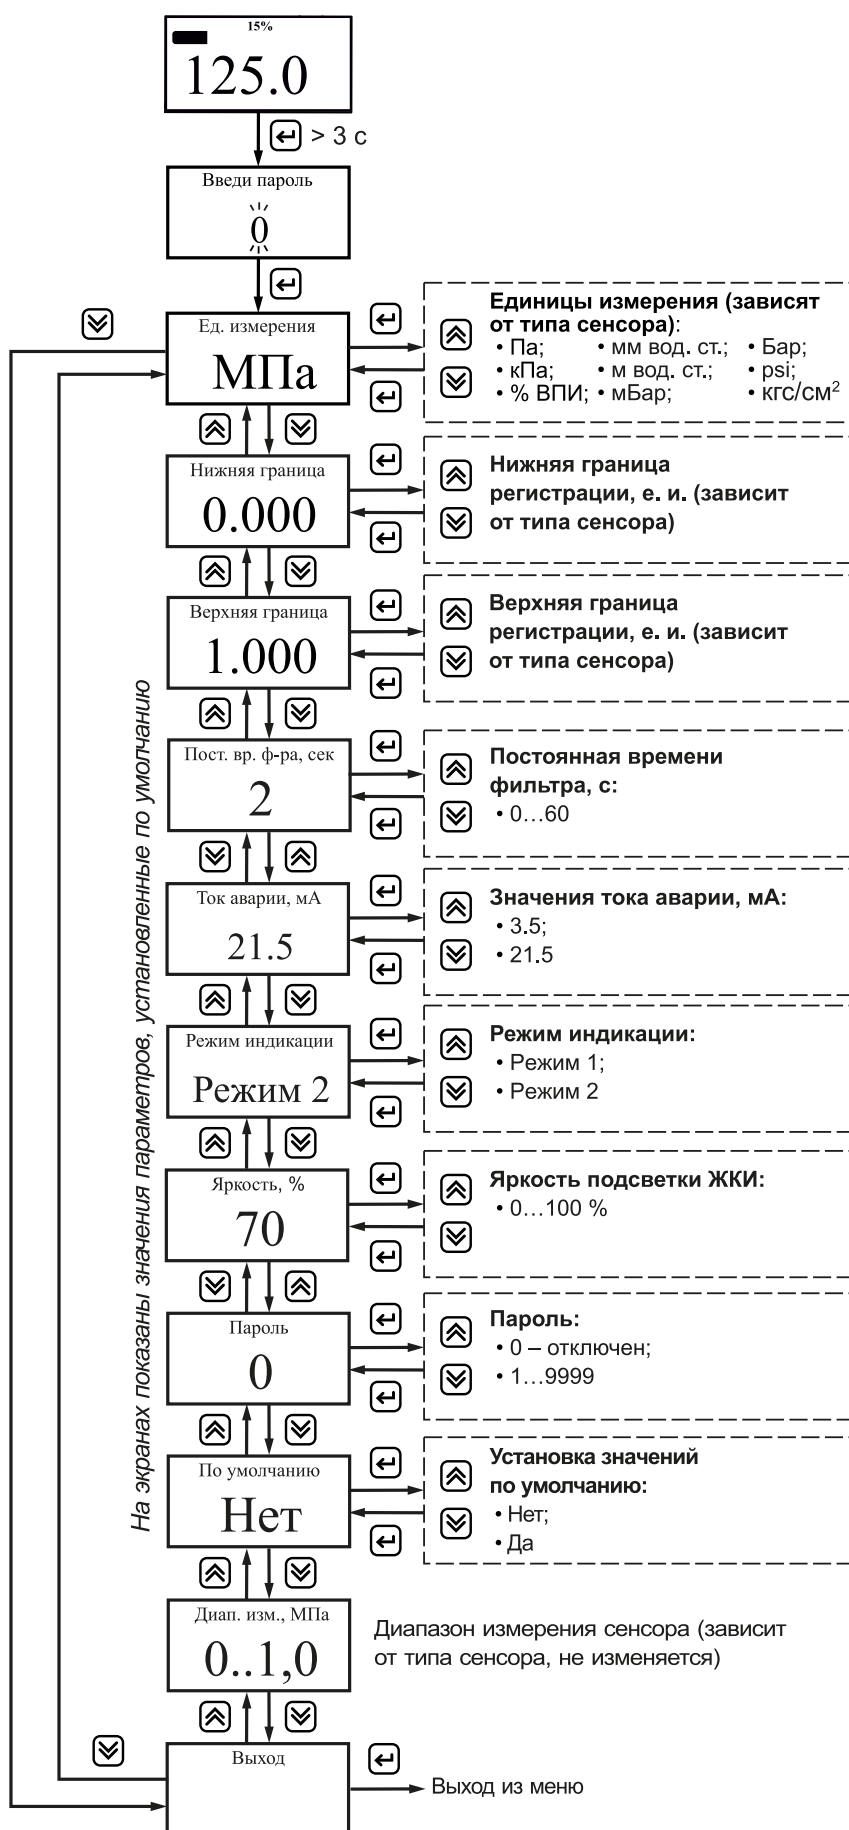 15%
125.0
> 3 с
Введи пароль
0
Ед. измерения
МПа
Единицы измерения (зависят
от типа сенсора):
• Па; • мм вод. ст.; • Бар;
• кПа; • м вод. ст.; • psi;
• % ВПИ; • мБар; • кгс/см²
Нижняя граница
0.000
Нижняя граница
регистрации, е. и. (зависит
от типа сенсора)
Верхняя граница
1.000
Верхняя граница
регистрации, е. и. (зависит
от типа сенсора)
Пост. вр. ф-ра, сек
2
Постоянная времени
фильтра, с:
• 0…60
Ток аварии, мА
21.5
Значения тока аварии, мА:
• 3.5;
• 21.5
Режим индикации
Режим 2
Режим индикации:
• Режим 1;
• Режим 2
Яркость, %
70
Яркость подсветки ЖКИ:
• 0…100 %
Пароль
0
Пароль:
• 0 – отключен;
• 1…9999
По умолчанию
Нет
Установка значений
по умолчанию:
• Нет;
• Да
Диап. изм., МПа
0..1,0
Диапазон измерения сенсора (зависит
от типа сенсора, не изменяется)
Выход
Выход из меню
На экранах показаны значения параметров, установленные по умолчанию